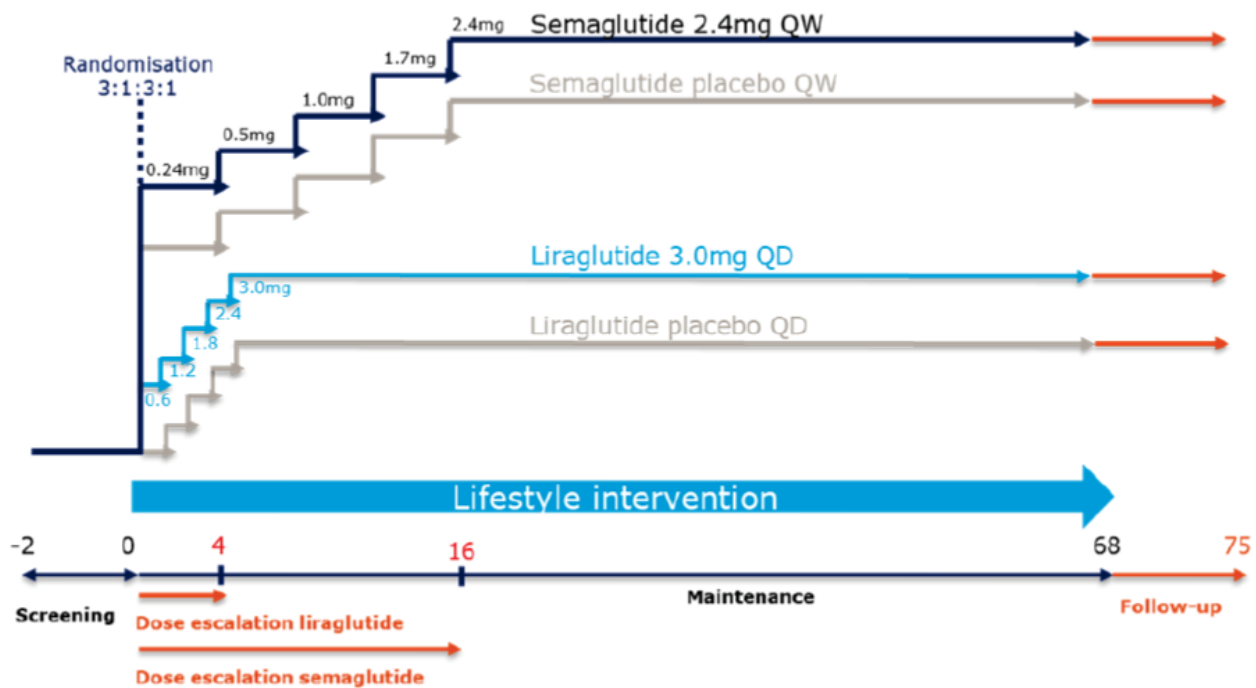 2.4mg
Semaglutide 2.4mg QW
Randomisation
3:1:3:1
1.7mg
Semaglutide placebo QW
1.0mg
0.5mg
0.24mg
Liraglutide 3.0mg QD
3.0mg
2.4
Liraglutide placebo QD
1.8
1.2
0.6
Lifestyle intervention
-2 0 4 16 68 75
Screening
Maintenance
Follow-up
Dose escalation liraglutide
Dose escalation semaglutide